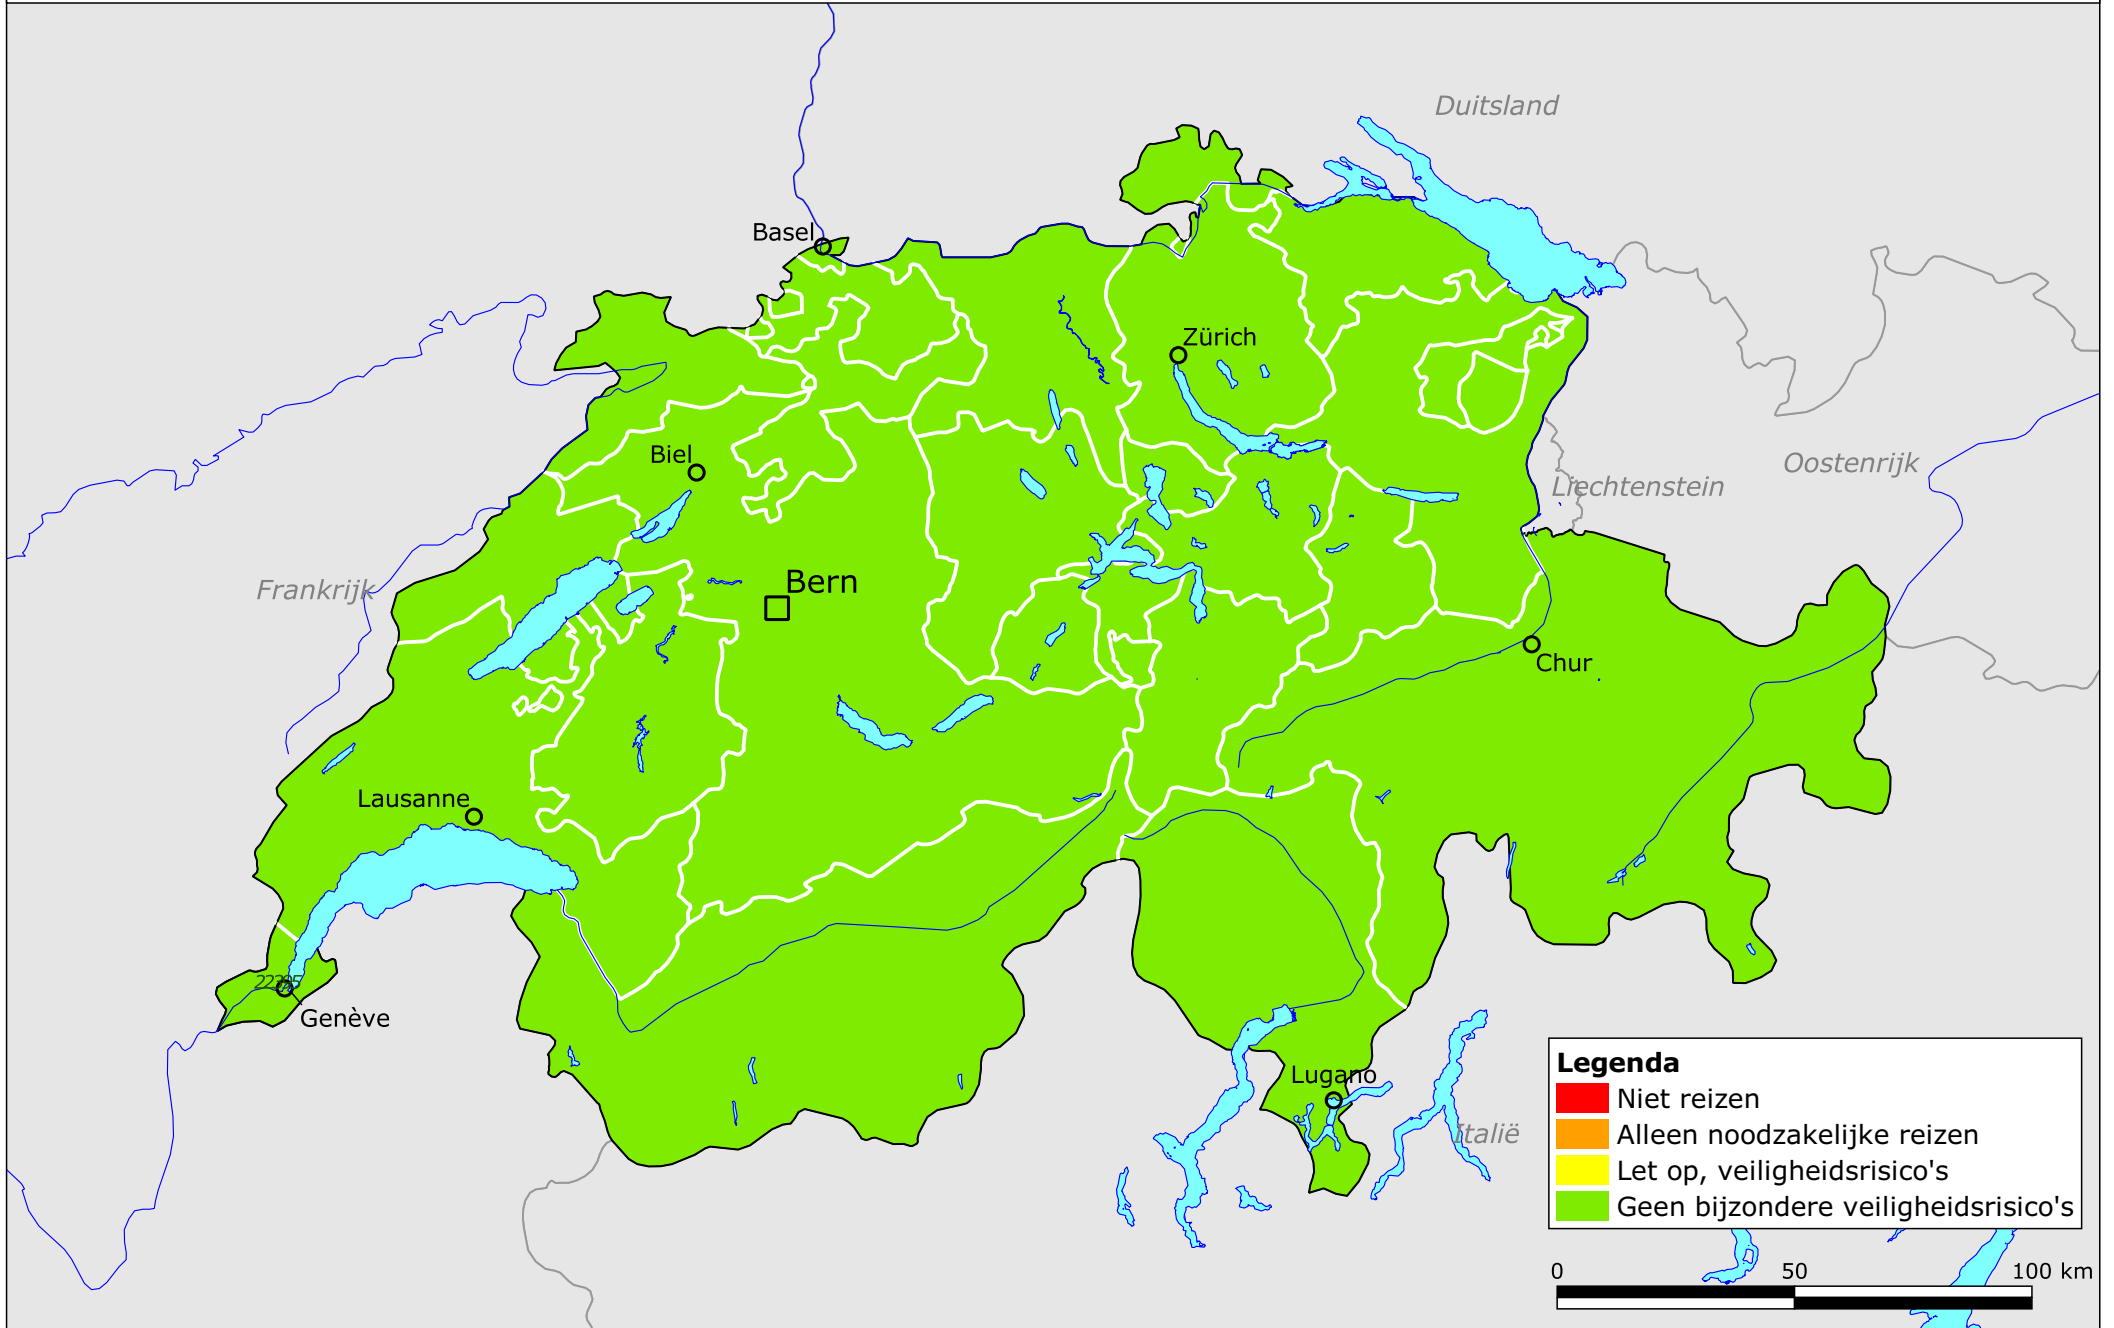 Duitsland
Basel
Zürich
Biel
Oostenrijk
Liechtenstein
Bern
Frankrijk
Chur
Lausanne
Genève
Lugano
Italië
Legenda
Niet reizen
Alleen noodzakelijke reizen
Let op, veiligheidsrisico's
Geen bijzondere veiligheidsrisico's
0 50 100 km